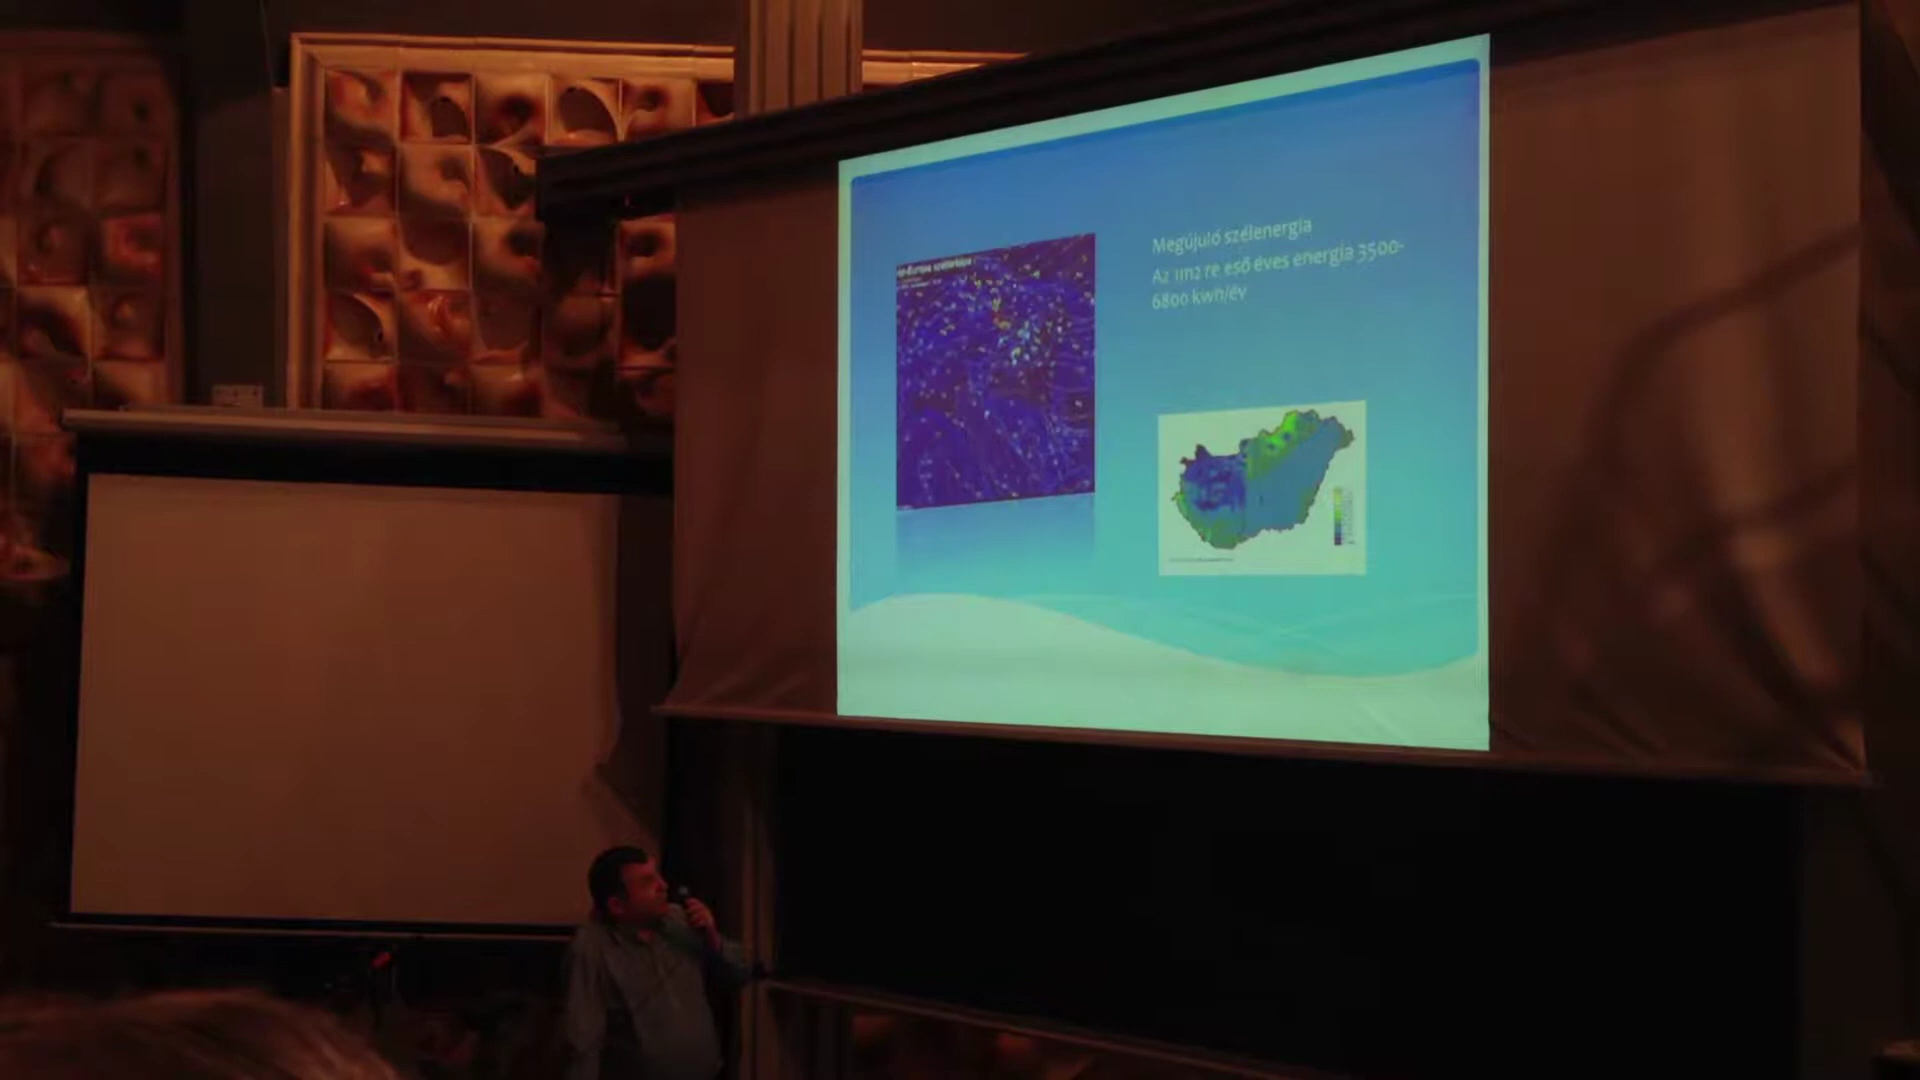 Megújuló szélenergia
Az 1m2 re eső éves energia 3500-
6800 kwh/év